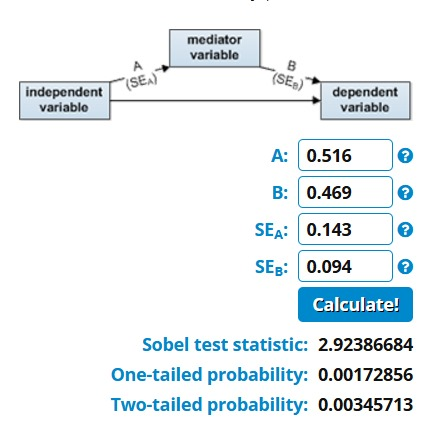 mediator
variable
A
(SEA)
B
(SEB)
independent
variable
dependent
variable
A: 0.516 ?
B: 0.469 ?
SEA: 0.143 ?
SEB: 0.094 ?
Calculate!
Sobel test statistic: 2.92386684
One-tailed probability: 0.00172856
Two-tailed probability: 0.00345713